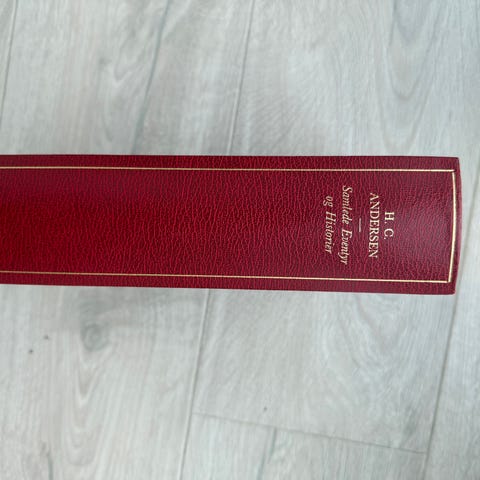 H. C.
ANDERSEN
Samlede Eventyr
og Historier